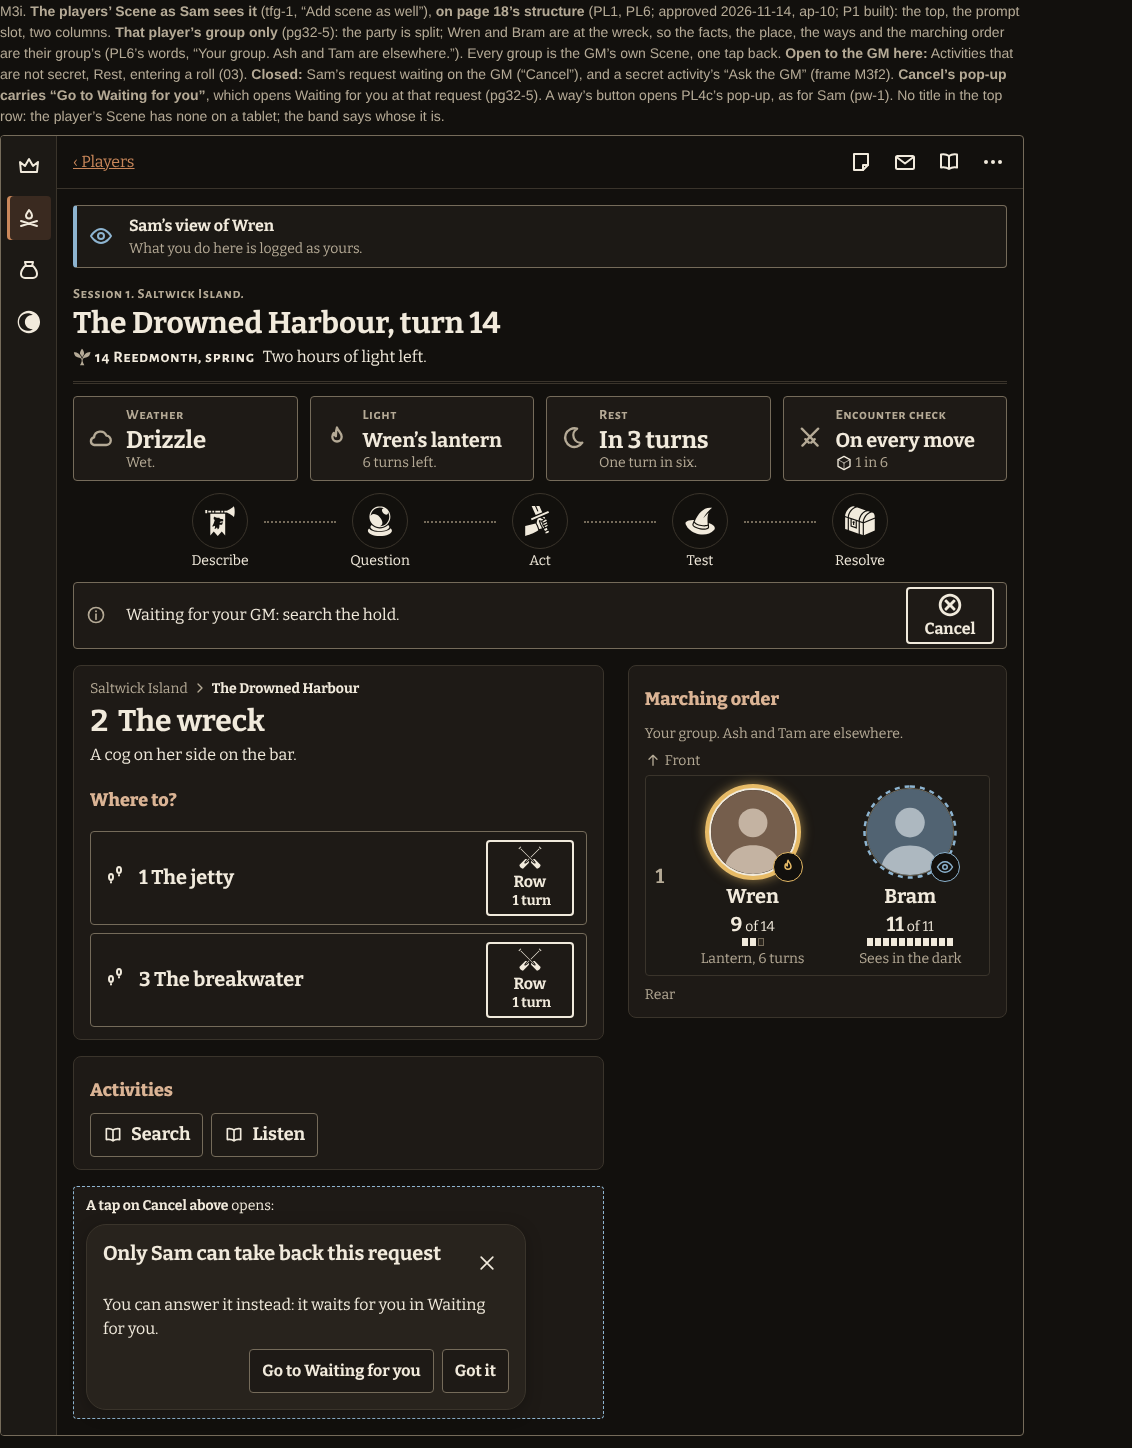 M3i. The players’ Scene as Sam sees it (tfg-1, “Add scene as well”), on page 18’s structure (PL1, PL6; approved 2026-11-14, ap-10; P1 built): the top, the prompt
slot, two columns. That player’s group only (pg32-5): the party is split; Wren and Bram are at the wreck, so the facts, the place, the ways and the marching order
are their group’s (PL6’s words, “Your group. Ash and Tam are elsewhere.”). Every group is the GM’s own Scene, one tap back. Open to the GM here: Activities that
are not secret, Rest, entering a roll (03). Closed: Sam’s request waiting on the GM (“Cancel”), and a secret activity’s “Ask the GM” (frame M3f2). Cancel’s pop-up
carries “Go to Waiting for you”, which opens Waiting for you at that request (pg32-5). A way’s button opens PL4c’s pop-up, as for Sam (pw-1). No title in the top
row: the player’s Scene has none on a tablet; the band says whose it is.
‹ Players
Sam’s view of Wren
What you do here is logged as yours.
Session 1. Saltwick Island.
The Drowned Harbour, turn 14
14 Reedmonth, spring Two hours of light left.
Weather
Drizzle
Wet.
Light
Wren’s lantern
6 turns left.
Rest
In 3 turns
One turn in six.
Encounter check
On every move
1 in 6
Describe
Question
Act
Test
Resolve
Waiting for your GM: search the hold.
Cancel
Saltwick Island > The Drowned Harbour
2 The wreck
A cog on her side on the bar.
Where to?
1 The jetty
Row
1 turn
3 The breakwater
Row
1 turn
Marching order
Your group. Ash and Tam are elsewhere.
↑ Front
1
Wren
9 of 14
Lantern, 6 turns
Bram
11 of 11
Sees in the dark
Rear
Activities
Search
Listen
A tap on Cancel above opens:
Only Sam can take back this request
You can answer it instead: it waits for you in Waiting
for you.
Go to Waiting for you
Got it